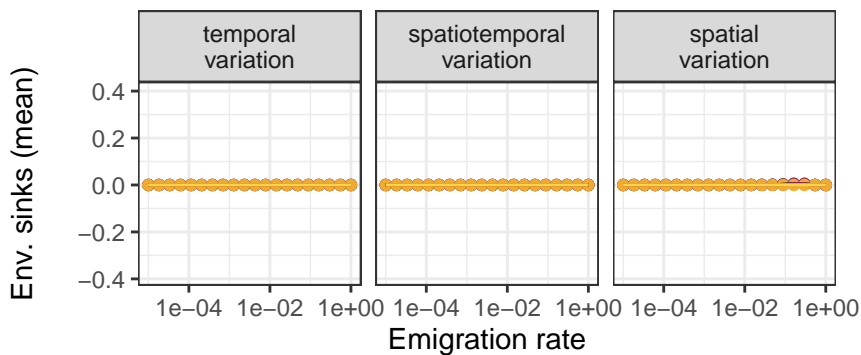 temporal
variation
spatiotemporal
variation
spatial
variation
Env. sinks (mean)
0.4
0.2
0.0
−0.2
−0.4
1e−04 1e−02 1e+00
1e−04 1e−02 1e+00
1e−04 1e−02 1e+00
Emigration rate